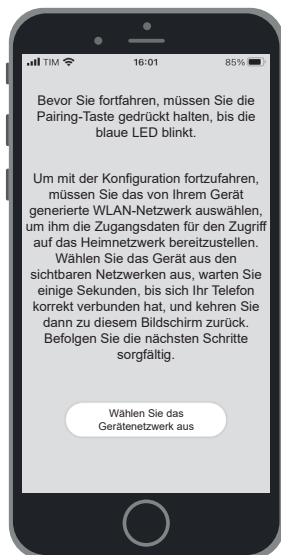 TIM 16:01 85%
Bevor Sie fortfahren, müssen Sie die
Pairing-Taste gedrückt halten, bis die
blaue LED blinkt.
Um mit der Konfiguration fortzufahren,
müssen Sie das von Ihrem Gerät
generierte WLAN-Netzwerk auswählen,
um ihm die Zugangsdaten für den Zugriff
auf das Heimnetzwerk bereitzustellen.
Wählen Sie das Gerät aus den
sichtbaren Netzwerken aus, warten Sie
einige Sekunden, bis sich Ihr Telefon
korrekt verbunden hat, und kehren Sie
dann zu diesem Bildschirm zurück.
Befolgen Sie die nächsten Schritte
sorgfältig.
Wählen Sie das
Gerätenetzwerk aus